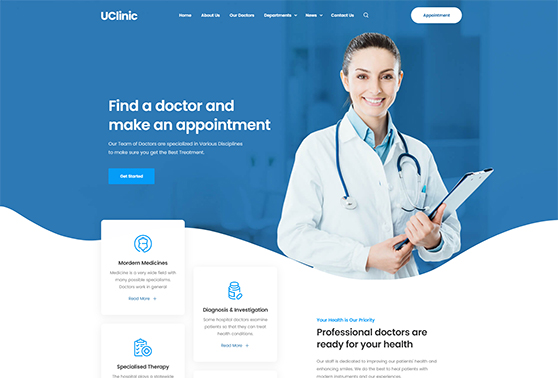 UClinic
Home About Us Our Doctors Departments News Contact Us
Appointment
Find a doctor and
make an appointment
Our Team of Doctors are specialized in Various Disciplines
to make sure you get the Best Treatment.
Get Started
Mordern Medicines
Medicine is a very wide field with
many possible specialisms.
Doctors work in general
Read More
Diagnosis & Investigation
Some hospital doctors examine
patients so that they can hear
health conditions.
Read More
Specialised Therapy
The hospital plays a statewide
Your Health is Our Priority
Professional doctors are
ready for your health
Our staff is dedicated to improving our patients health and
enhancing smiles. We do the best to heal patients with
modern instruments and our experiences.